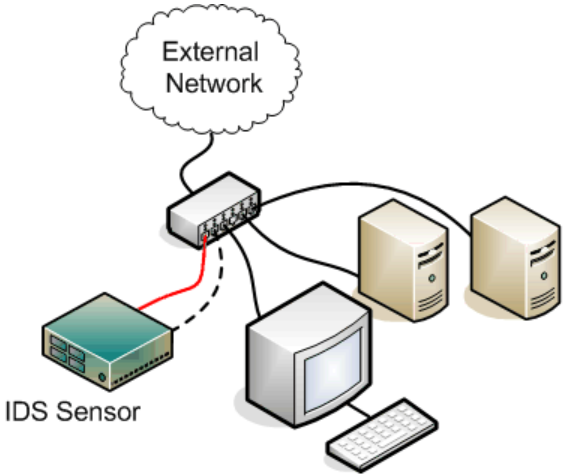 External
Network
IDS Sensor